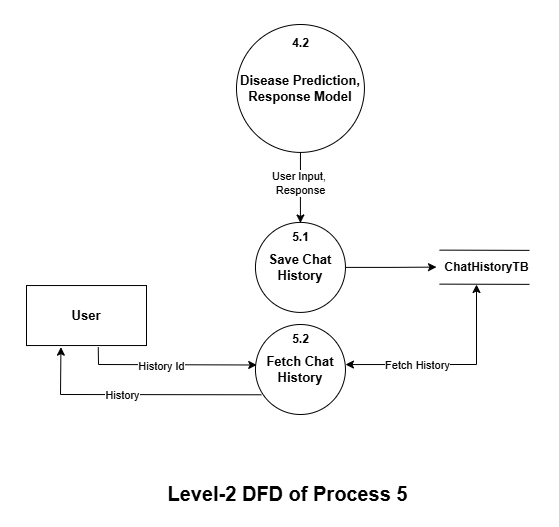 4.2
Disease Prediction,
Response Model
User Input,
Response
5.1
Save Chat
History
ChatHistoryTB
User
5.2
Fetch Chat
History
History Id
Fetch History
History
Level-2 DFD of Process 5